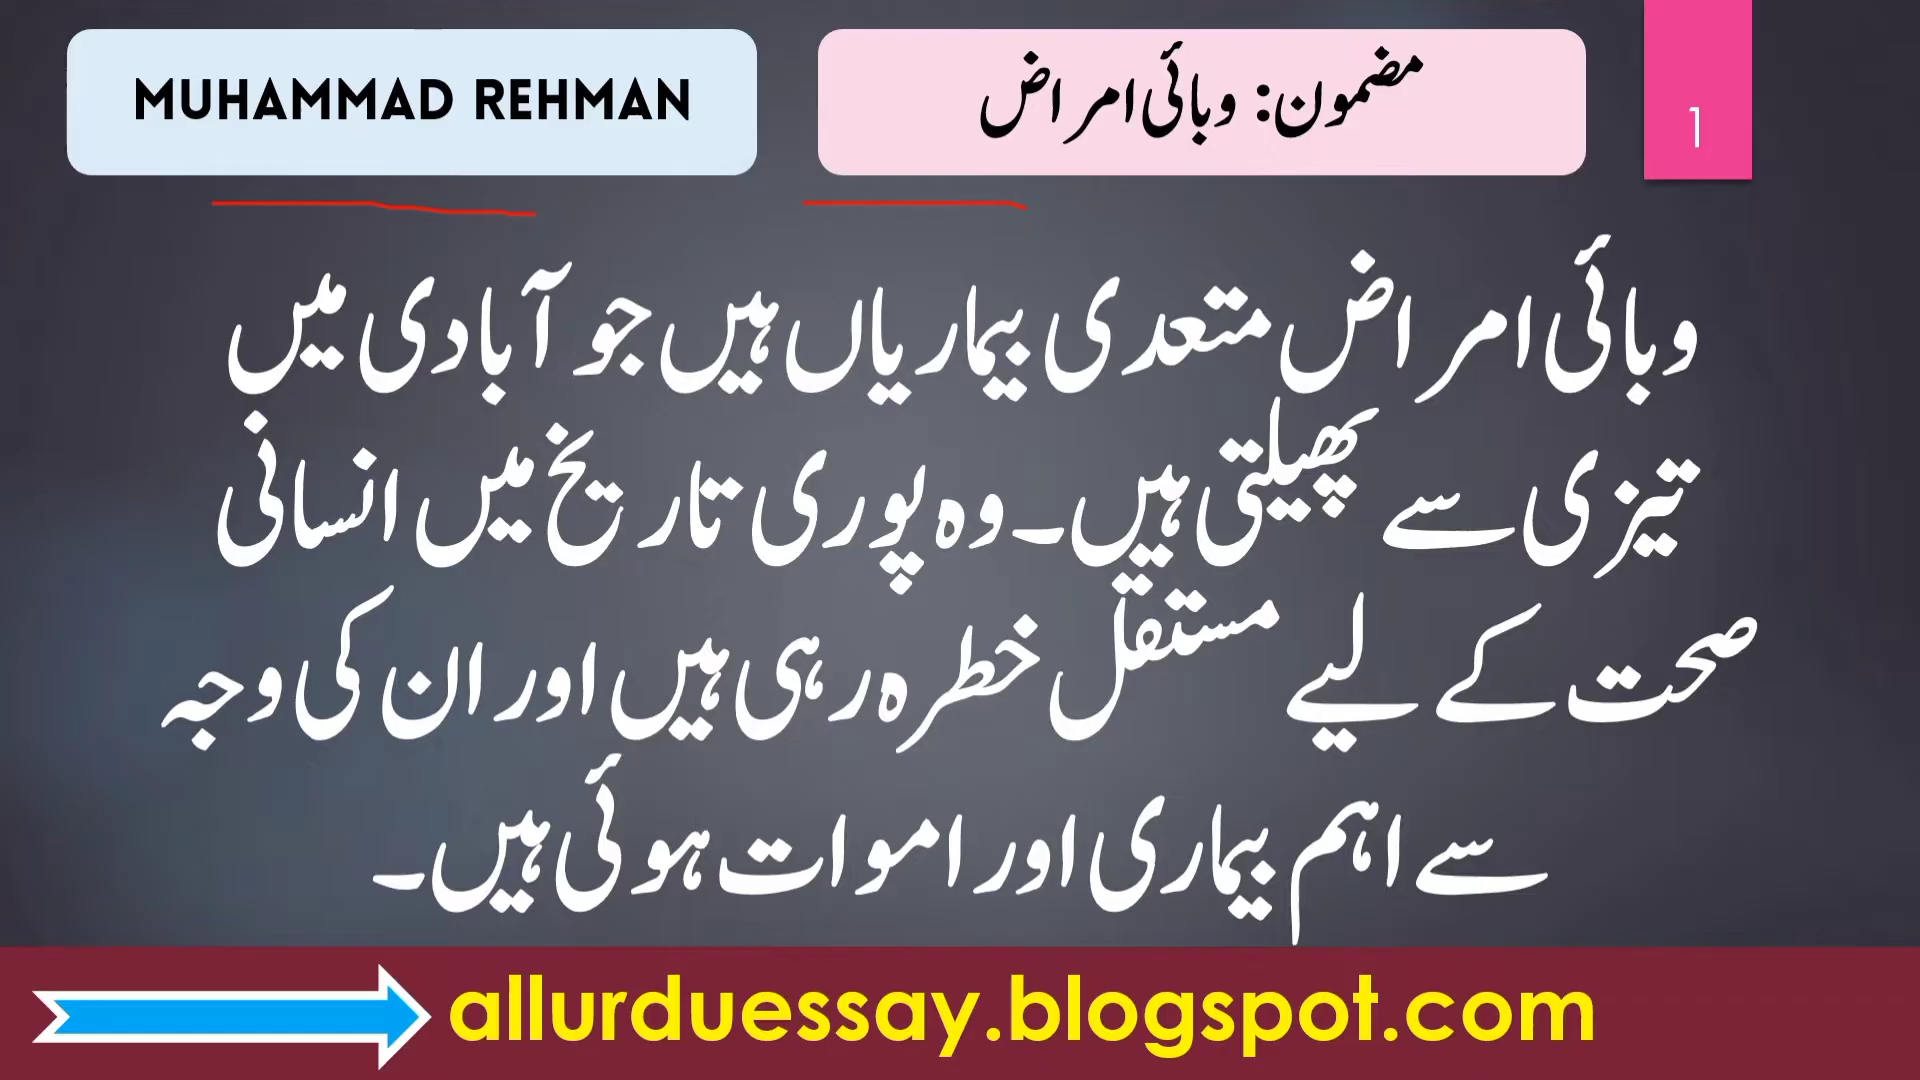 MUHAMMAD REHMAN
مضمون: وبائی امراض
1
وبائی امراض متعدی بیماریاں ہیں جو آبادی میں
تیزی سے پھیلتی ہیں۔ وہ پوری تاریخ میں انسانی
صحت کے لیے مستقل خطرہ رہی ہیں اور ان کی وجہ
سے اہم بیماری اور اموات ہوئی ہیں۔
allurduessay.blogspot.com